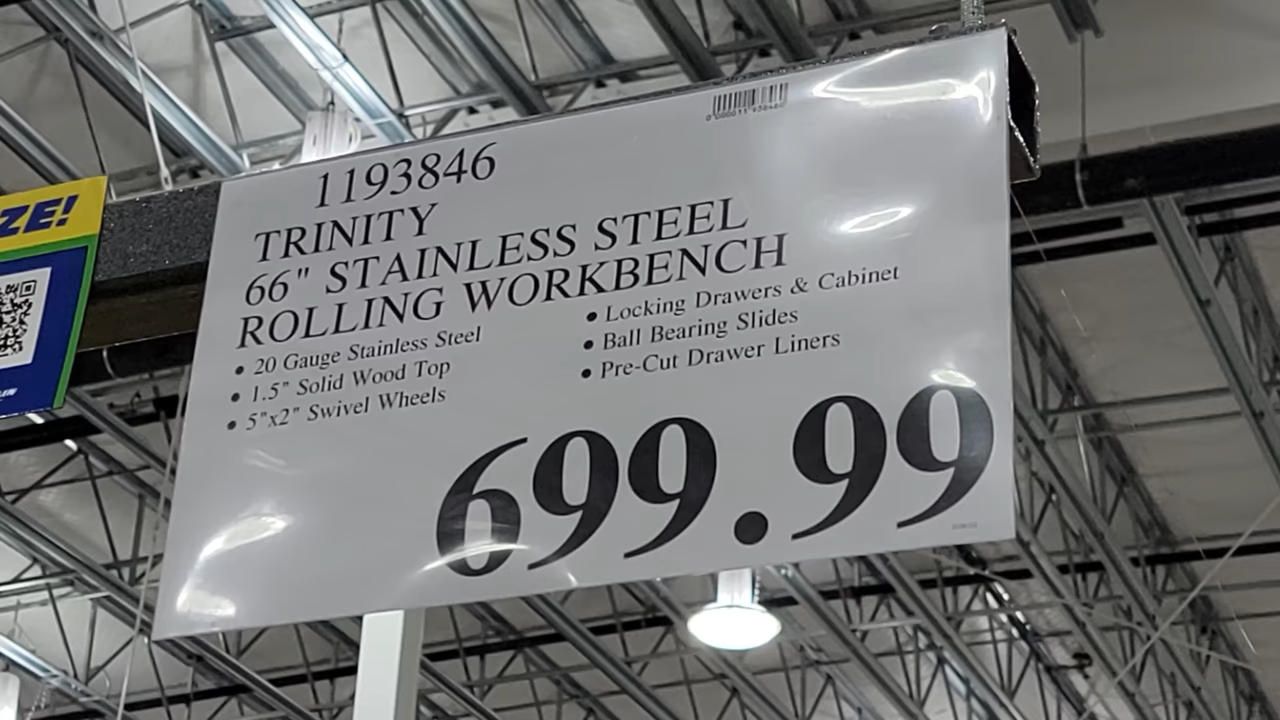 ZE!
1193846
TRINITY
66" STAINLESS STEEL
ROLLING WORKBENCH
• 20 Gauge Stainless Steel
• 1.5" Solid Wood Top
• 5"x2" Swivel Wheels
• Locking Drawers & Cabinet
• Ball Bearing Slides
• Pre-Cut Drawer Liners
699.99